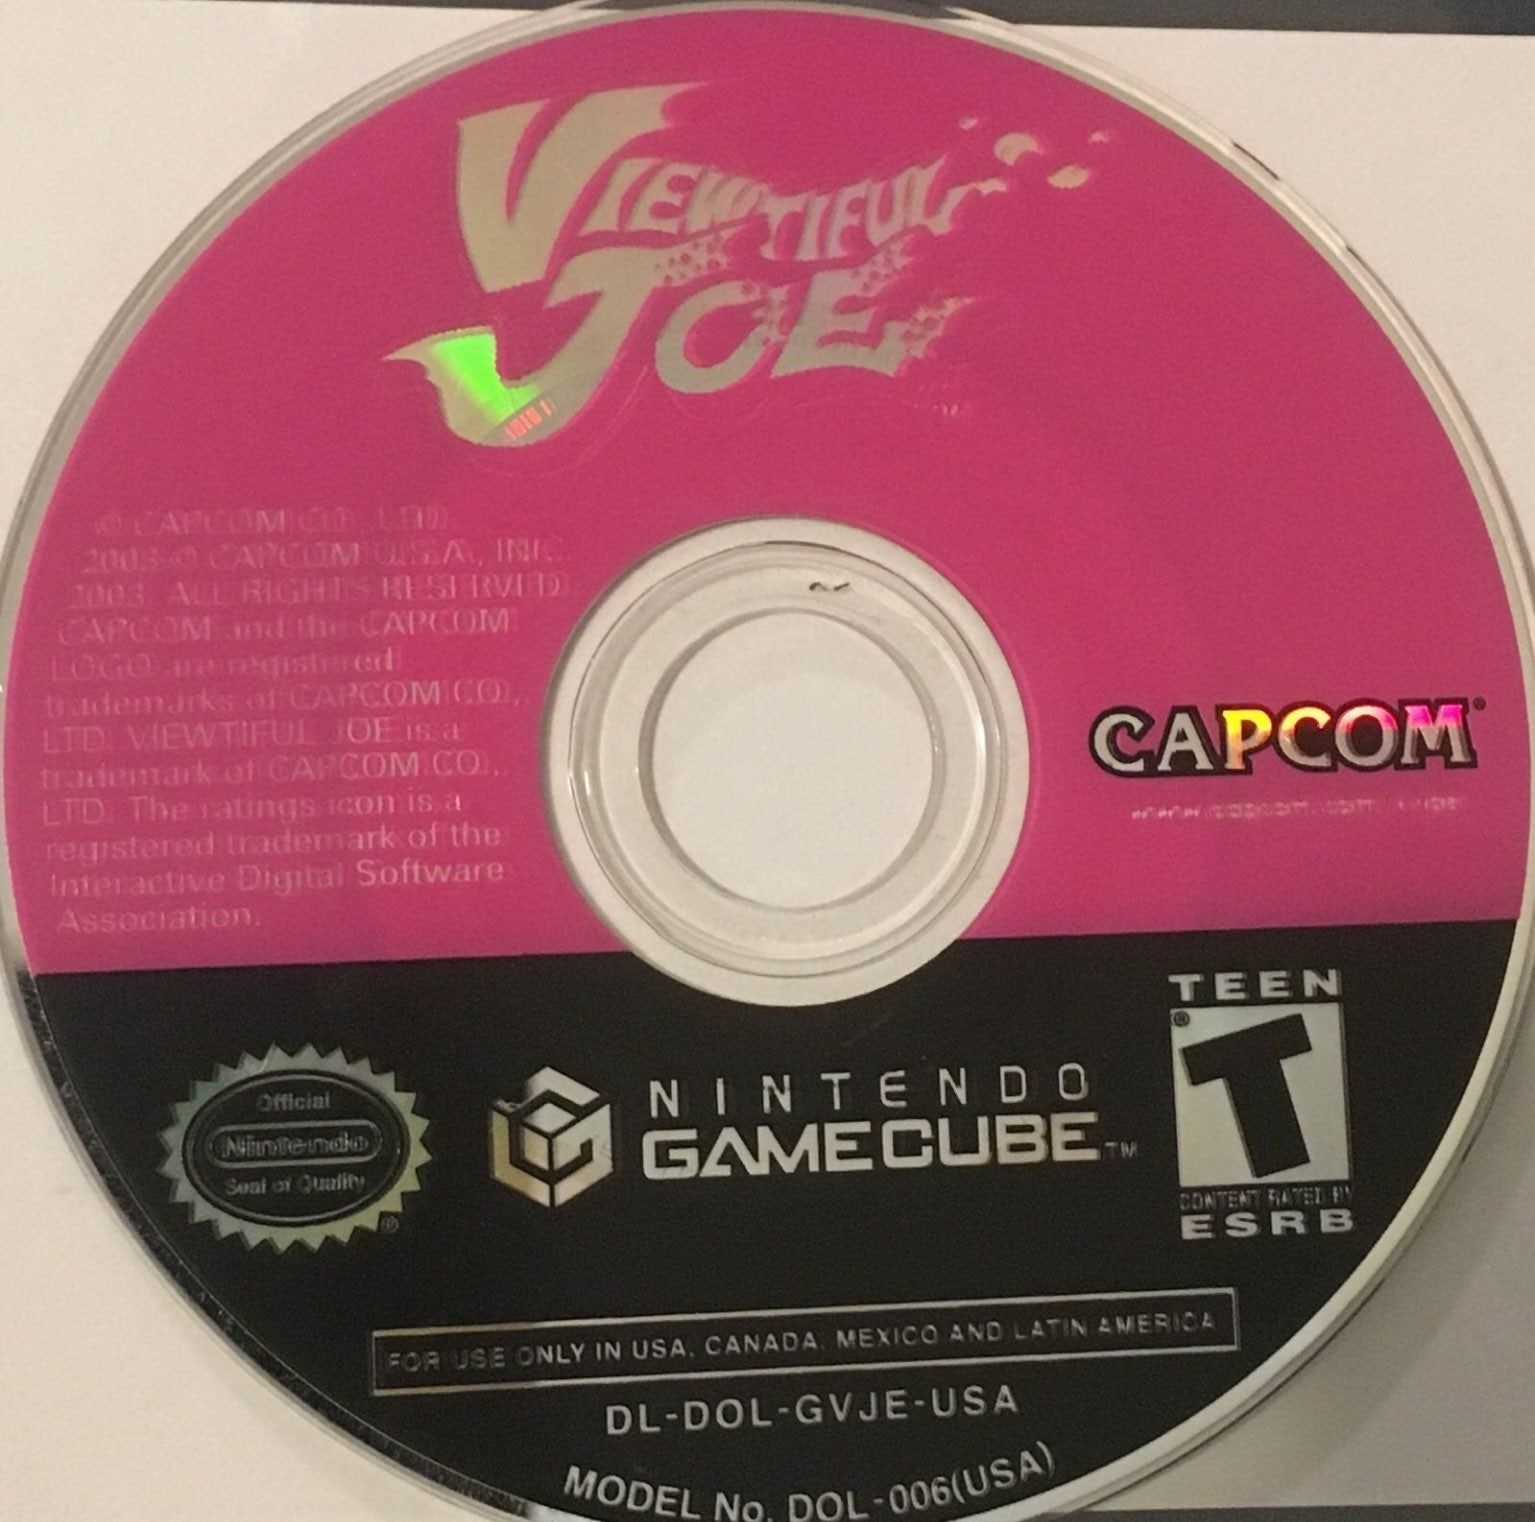 VIEWTIFUL
JOE
© CAPCOM CO., LTD.
2003 © CAPCOM U.S.A., INC.
2003. ALL RIGHTS RESERVED.
CAPCOM and the CAPCOM
LOGO are registered
trademarks of CAPCOM CO.,
LTD. VIEWTIFUL JOE is a
trademark of CAPCOM CO.,
LTD. The ratings icon is a
registered trademark of the
Interactive Digital Software
Association.
CAPCOM®
TEEN
®
T
CONTENT RATED BY
ESRB
Official
Nintendo
Seal of Quality
®
NINTENDO
GAMECUBE™
FOR USE ONLY IN USA, CANADA, MEXICO AND LATIN AMERICA
DL-DOL-GVJE-USA
MODEL No. DOL-006(USA)